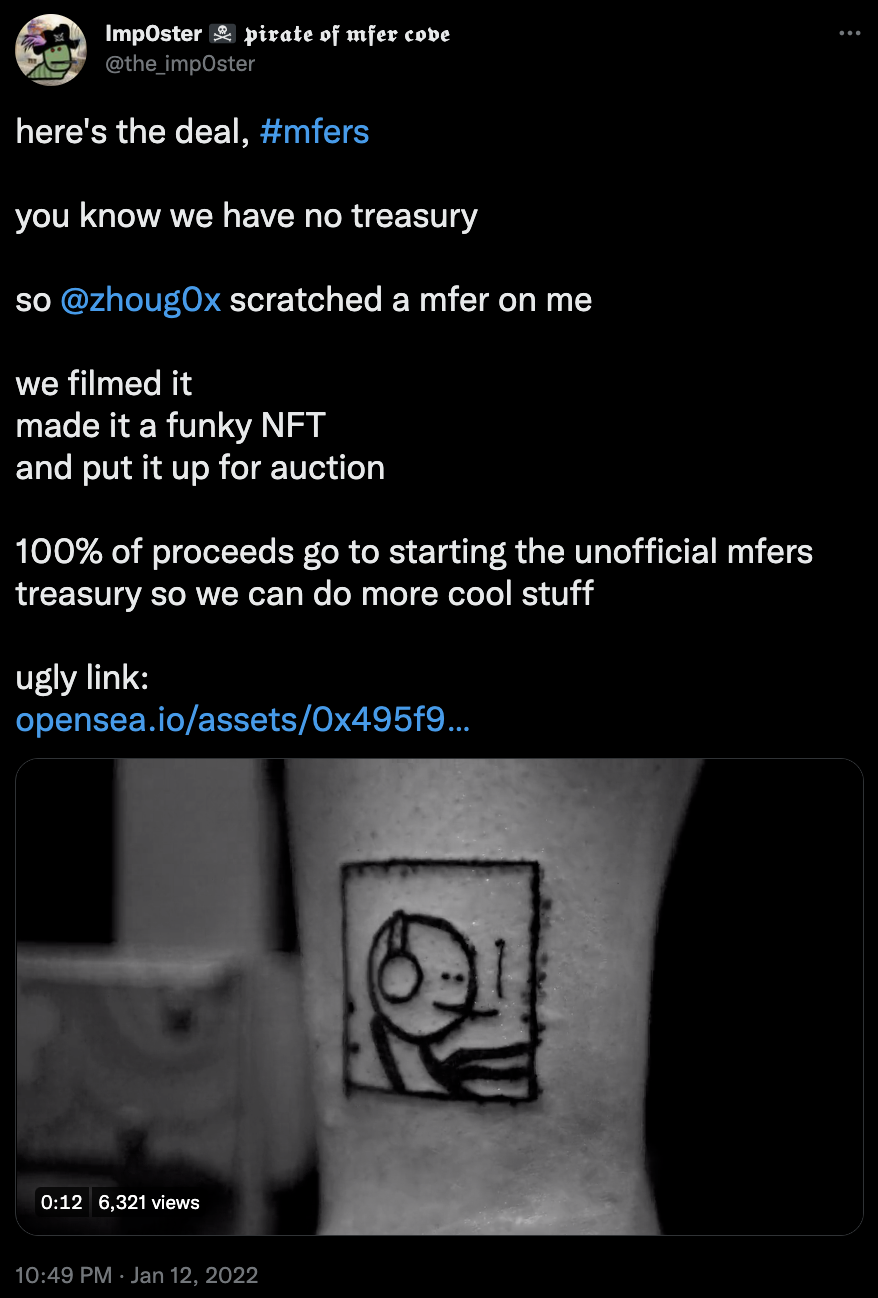 Imp0ster ☠️ 𝖕𝖎𝖗𝖆𝖙𝖊 𝖔𝖋 𝖒𝖋𝖊𝖗 𝖈𝖔𝖛𝖊
@the_imp0ster
here's the deal, #mfers
you know we have no treasury
so @zhoug0x scratched a mfer on me
we filmed it
made it a funky NFT
and put it up for auction
100% of proceeds go to starting the unofficial mfers
treasury so we can do more cool stuff
ugly link:
opensea.io/assets/0x495f9...
0:12 6,321 views
10:49 PM · Jan 12, 2022